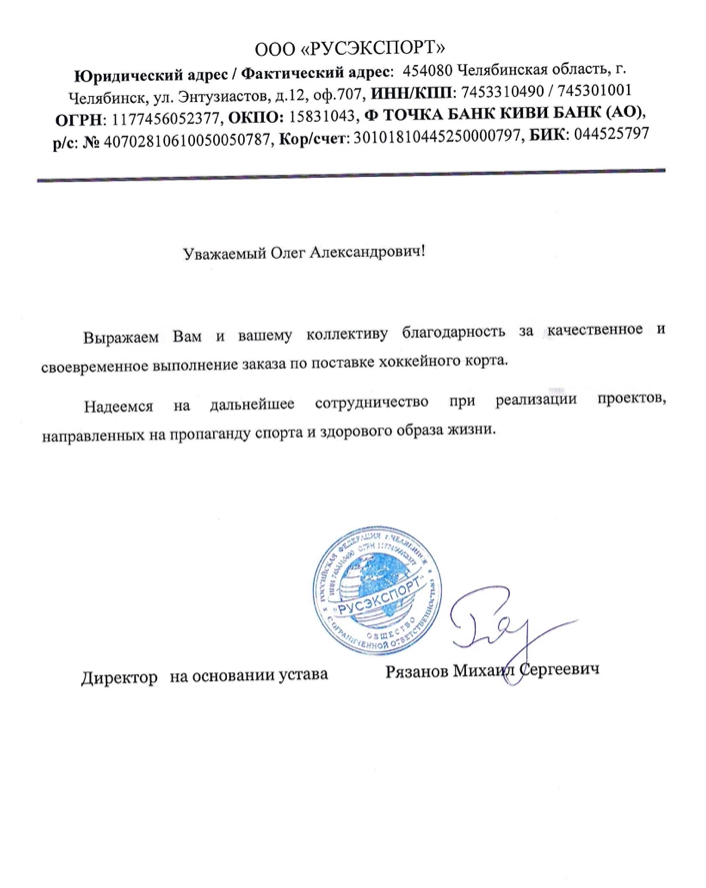 ООО «РУСЭКСПОРТ»
Юридический адрес / Фактический адрес: 454080 Челябинская область, г.
Челябинск, ул. Энтузиастов, д.12, оф.707, ИНН/КПП: 7453310490 / 745301001
ОГРН: 1177456052377, ОКПО: 15831043, Ф ТОЧКА БАНК КИВИ БАНК (АО),
р/с: № 40702810610050050787, Кор/счет: 30101810445250000797, БИК: 044525797
Уважаемый Олег Александрович!
Выражаем Вам и вашему коллективу благодарность за качественное и
своевременное выполнение заказа по поставке хоккейного корта.
Надеемся на дальнейшее сотрудничество при реализации проектов,
направленных на пропаганду спорта и здорового образа жизни.
РОССИЙСКАЯ ФЕДЕРАЦИЯ г.ЧЕЛЯБИНСК
ИНН 7453310490 ОГРН 1177456052377
"РУСЭКСПОРТ"
ОБЩЕСТВО
С ОГРАНИЧЕННОЙ ОТВЕТСТВЕННОСТЬЮ
Директор на основании устава Рязанов Михаил Сергеевич